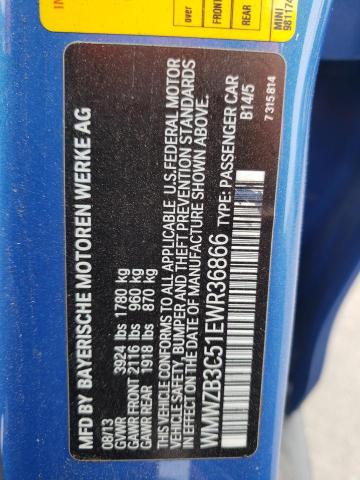 MFD BY BAYERISCHE MOTOREN WERKE AG
08/13
GVWR 3924 lbs 1780 kg
GAWR FRONT 2116 lbs 960 kg
GAWR REAR 1918 lbs 870 kg
THIS VEHICLE CONFORMS TO ALL APPLICABLE U.S.FEDERAL MOTOR
VEHICLE SAFETY, BUMPER AND THEFT PREVENTION STANDARDS
IN EFFECT ON THE DATE OF MANUFACTURE SHOWN ABOVE.
WMWZB3C51EWR36866 TYPE: PASSENGER CAR
B14/5
7 315 814
FRONT
REAR
MINI